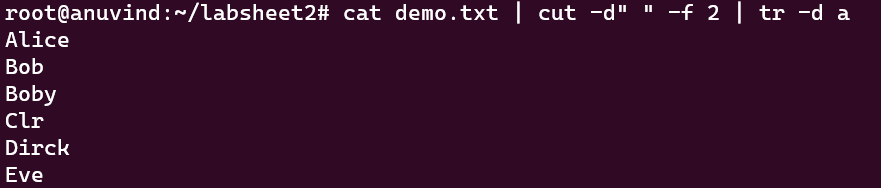 root@anuvind:~/labsheet2# cat demo.txt | cut -d" " -f 2 | tr -d a
Alice
Bob
Boby
Clr
Dirck
Eve